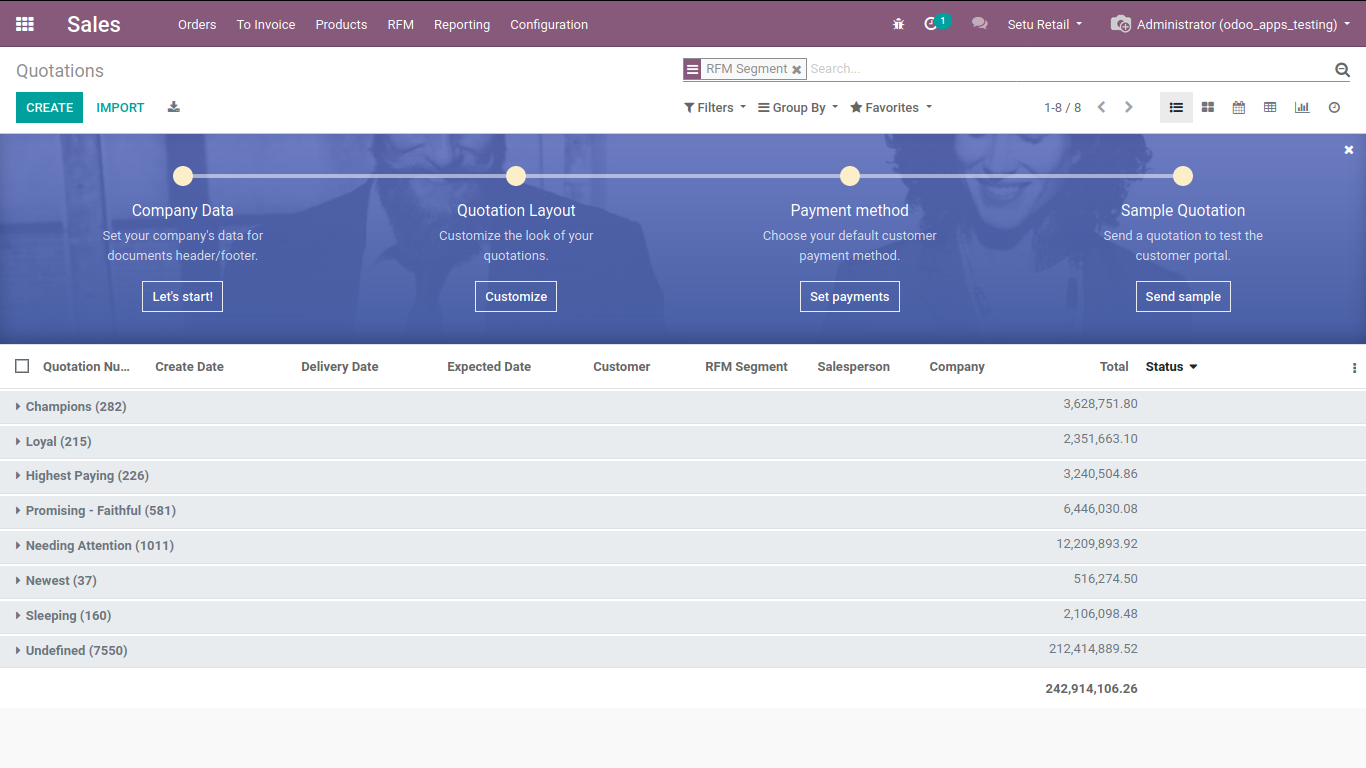 Sales Orders To Invoice Products RFM Reporting Configuration 1 Setu Retail Administrator (odoo_apps_testing)
Quotations RFM Segment Search...
CREATE IMPORT Filters Group By Favorites 1-8 / 8
Company Data Quotation Layout Payment method Sample Quotation
Set your company's data for Customize the look of your Choose your default customer Send a quotation to test the
documents header/footer. quotations. payment method. customer portal.
Let's start! Customize Set payments Send sample
Quotation Nu... Create Date Delivery Date Expected Date Customer RFM Segment Salesperson Company Total Status
Champions (282) 3,628,751.80
Loyal (215) 2,351,663.10
Highest Paying (226) 3,240,504.86
Promising - Faithful (581) 6,446,030.08
Needing Attention (1011) 12,209,893.92
Newest (37) 516,274.50
Sleeping (160) 2,106,098.48
Undefined (7550) 212,414,889.52
242,914,106.26